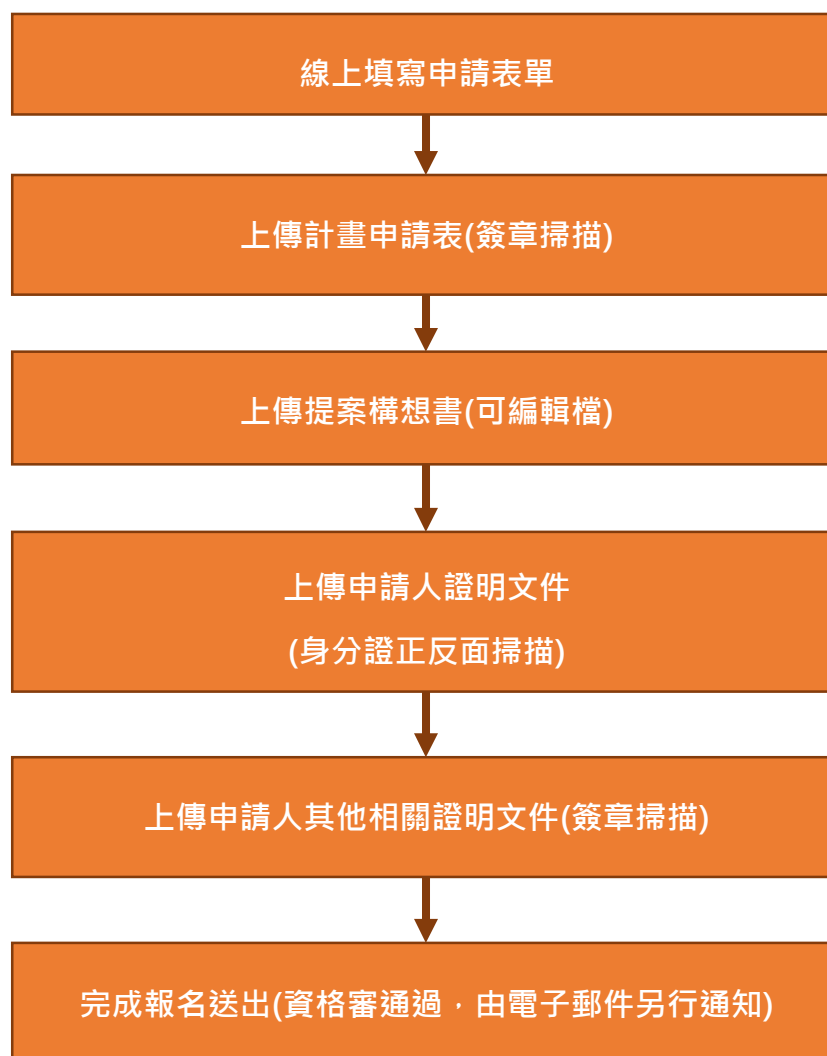 線上填寫申請表單
上傳計畫申請表(簽章掃描)
上傳提案構想書(可編輯檔)
上傳申請人證明文件
(身分證正反面掃描)
上傳申請人其他相關證明文件(簽章掃描)
完成報名送出(資格審通過，由電子郵件另行通知)